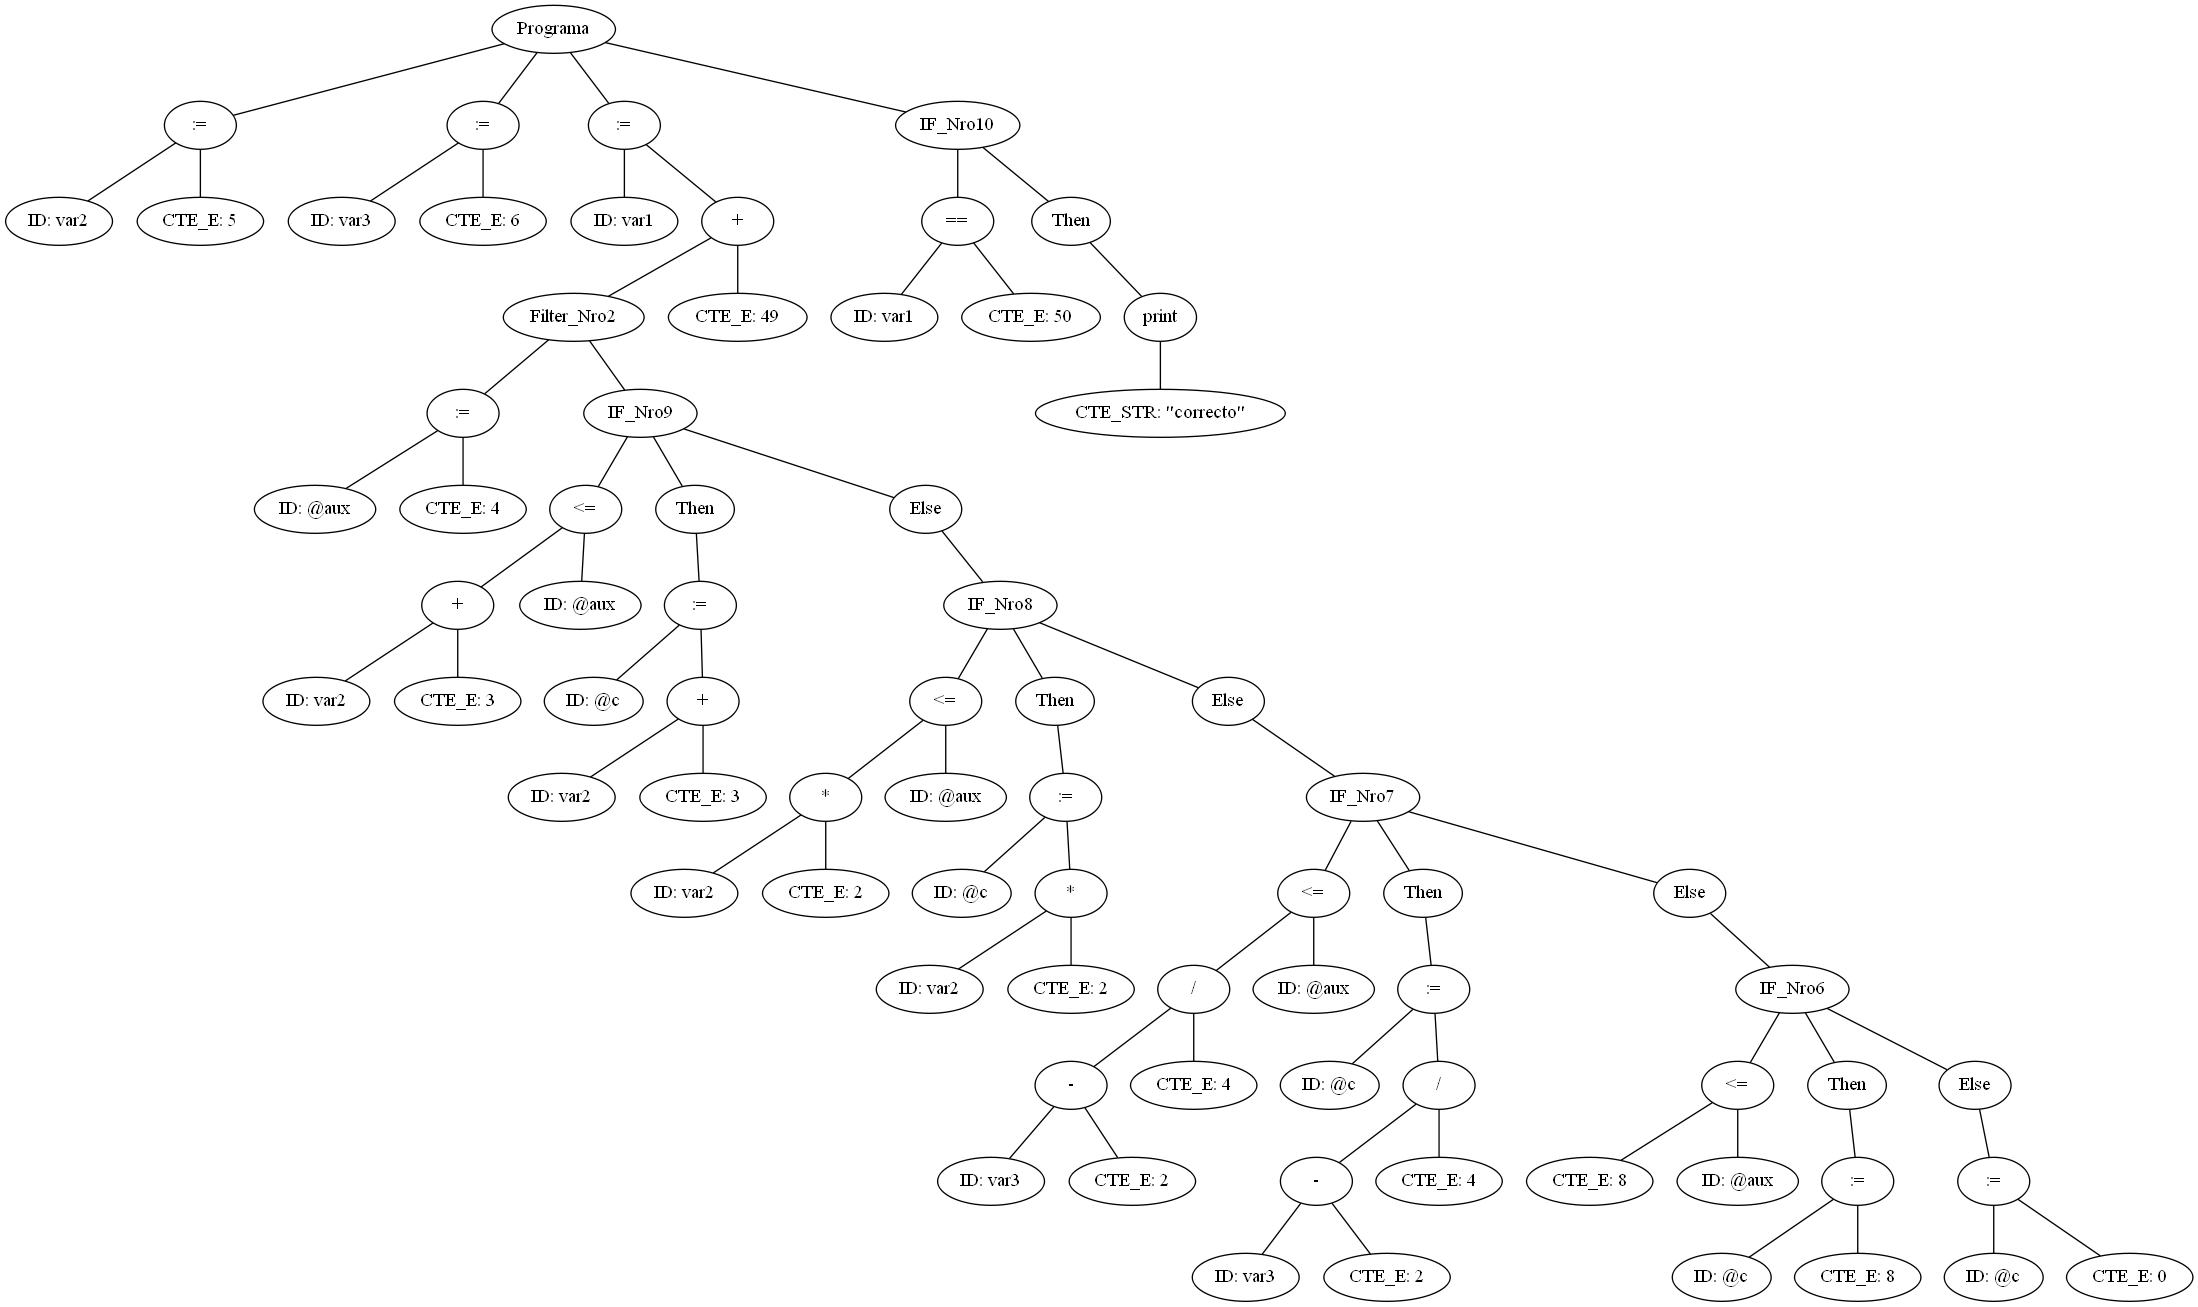 Programa
:=
:=
:=
IF_Nro10
ID: var2
CTE_E: 5
ID: var3
CTE_E: 6
ID: var1
+
==
Then
Filter_Nro2
CTE_E: 49
ID: var1
CTE_E: 50
print
:=
IF_Nro9
CTE_STR: "correcto"
ID: @aux
CTE_E: 4
<=
Then
Else
+
ID: @aux
:=
IF_Nro8
ID: var2
CTE_E: 3
ID: @c
+
<=
Then
Else
ID: var2
CTE_E: 3
*
ID: @aux
:=
IF_Nro7
ID: var2
CTE_E: 2
ID: @c
*
<=
Then
Else
ID: var2
CTE_E: 2
/
ID: @aux
:=
IF_Nro6
-
CTE_E: 4
ID: @c
/
<=
Then
Else
ID: var3
CTE_E: 2
-
CTE_E: 4
CTE_E: 8
ID: @aux
:=
:=
ID: var3
CTE_E: 2
ID: @c
CTE_E: 8
ID: @c
CTE_E: 0